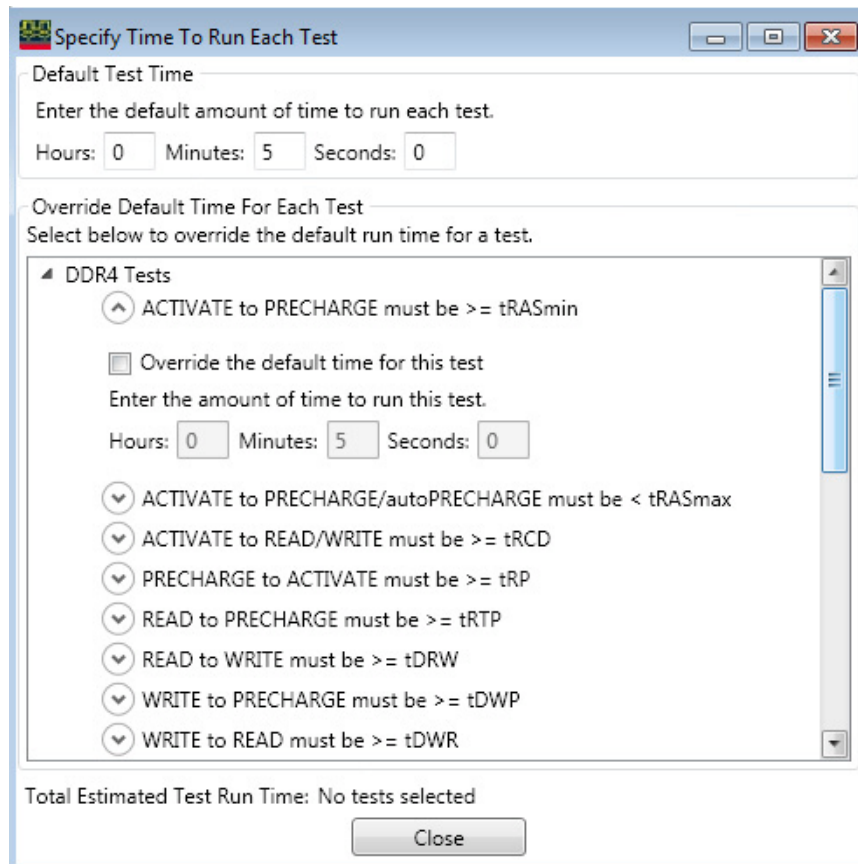 Specify Time To Run Each Test
Default Test Time
Enter the default amount of time to run each test.
Hours: 0 Minutes: 5 Seconds: 0
Override Default Time For Each Test
Select below to override the default run time for a test.
DDR4 Tests
ACTIVATE to PRECHARGE must be >= tRASmin
Override the default time for this test
Enter the amount of time to run this test.
Hours: 0 Minutes: 5 Seconds: 0
ACTIVATE to PRECHARGE/autoPRECHARGE must be < tRASmax
ACTIVATE to READ/WRITE must be >= tRCD
PRECHARGE to ACTIVATE must be >= tRP
READ to PRECHARGE must be >= tRTP
READ to WRITE must be >= tDRW
WRITE to PRECHARGE must be >= tDWP
WRITE to READ must be >= tDWR
Total Estimated Test Run Time: No tests selected
Close